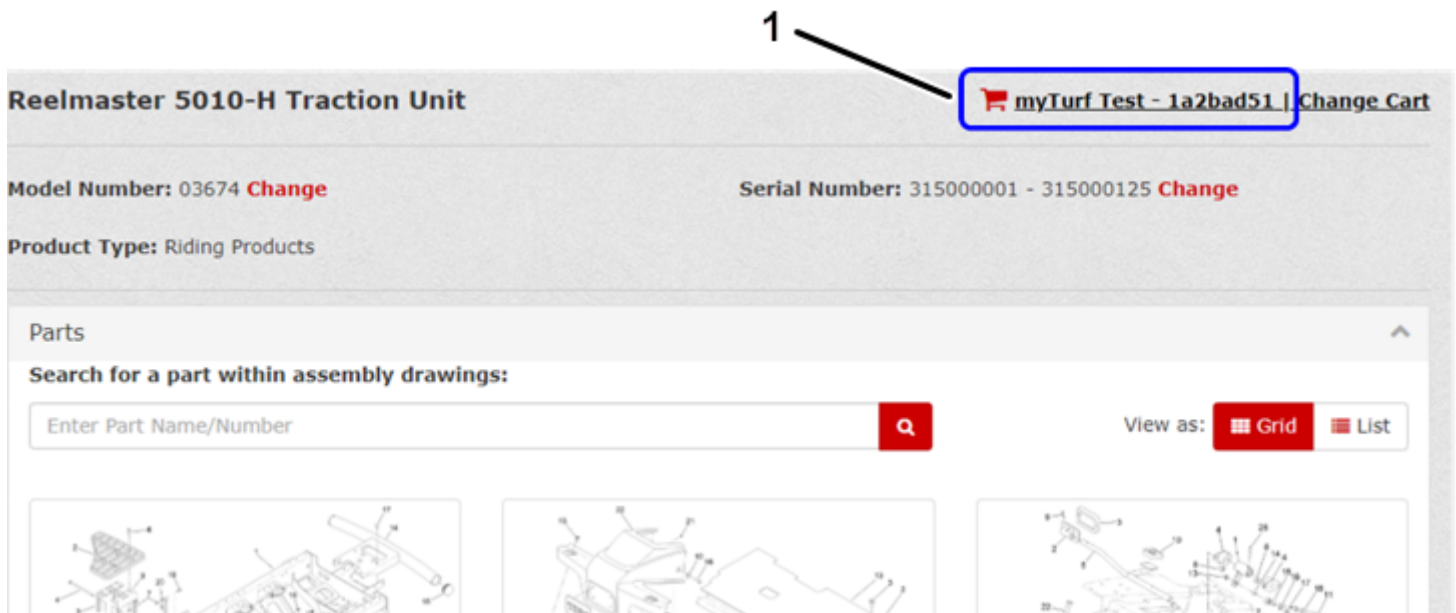 1
Reelmaster 5010-H Traction Unit
myTurf Test - 1a2bad51 | Change Cart
Model Number: 03674 Change
Serial Number: 315000001 - 315000125 Change
Product Type: Riding Products
Parts
Search for a part within assembly drawings:
Enter Part Name/Number
View as: Grid List